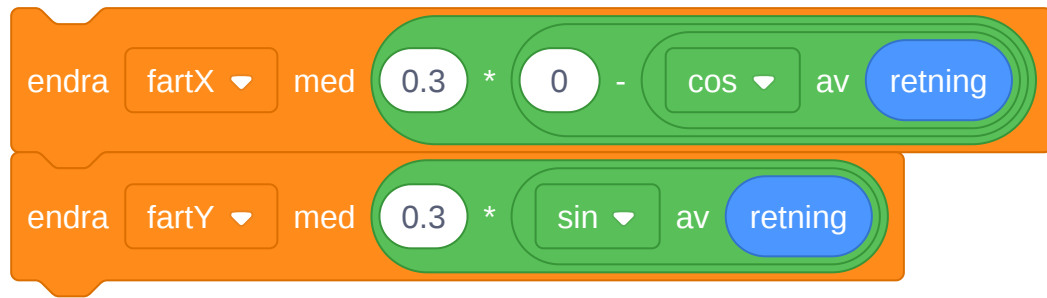 endra fartX med 0.3 * 0 - cos av retning
endra fartY med 0.3 * sin av retning